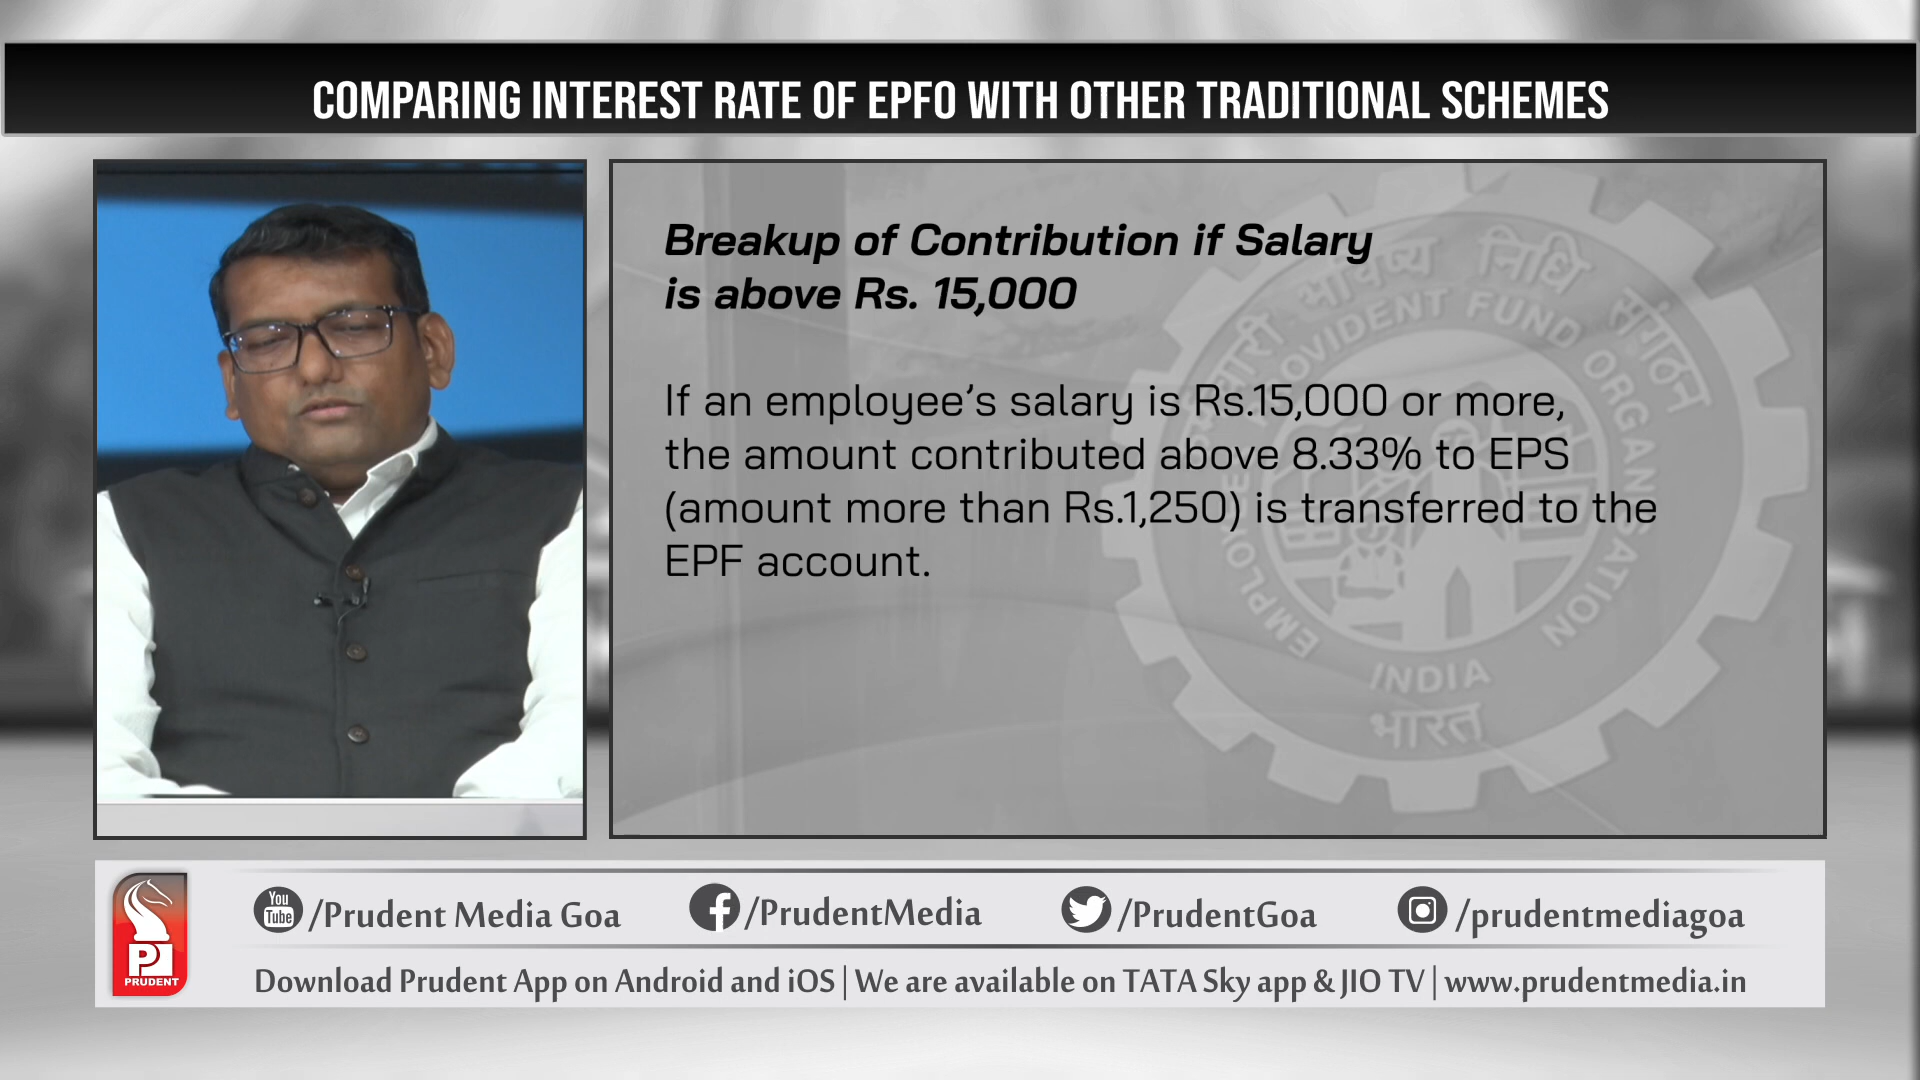 COMPARING INTEREST RATE OF EPFO WITH OTHER TRADITIONAL SCHEMES
Breakup of Contribution if Salary
is above Rs. 15,000
If an employee’s salary is Rs.15,000 or more,
the amount contributed above 8.33% to EPS
(amount more than Rs.1,250) is transferred to the
EPF account.
भविष्य निधि संगठन
PROVIDENT FUND ORGANISATION
INDIA
भारत
You
Tube
/Prudent Media Goa
/PrudentMedia
/PrudentGoa
/prudentmediagoa
PRUDENT
Download Prudent App on Android and iOS | We are available on TATA Sky app & JIO TV | www.prudentmedia.in